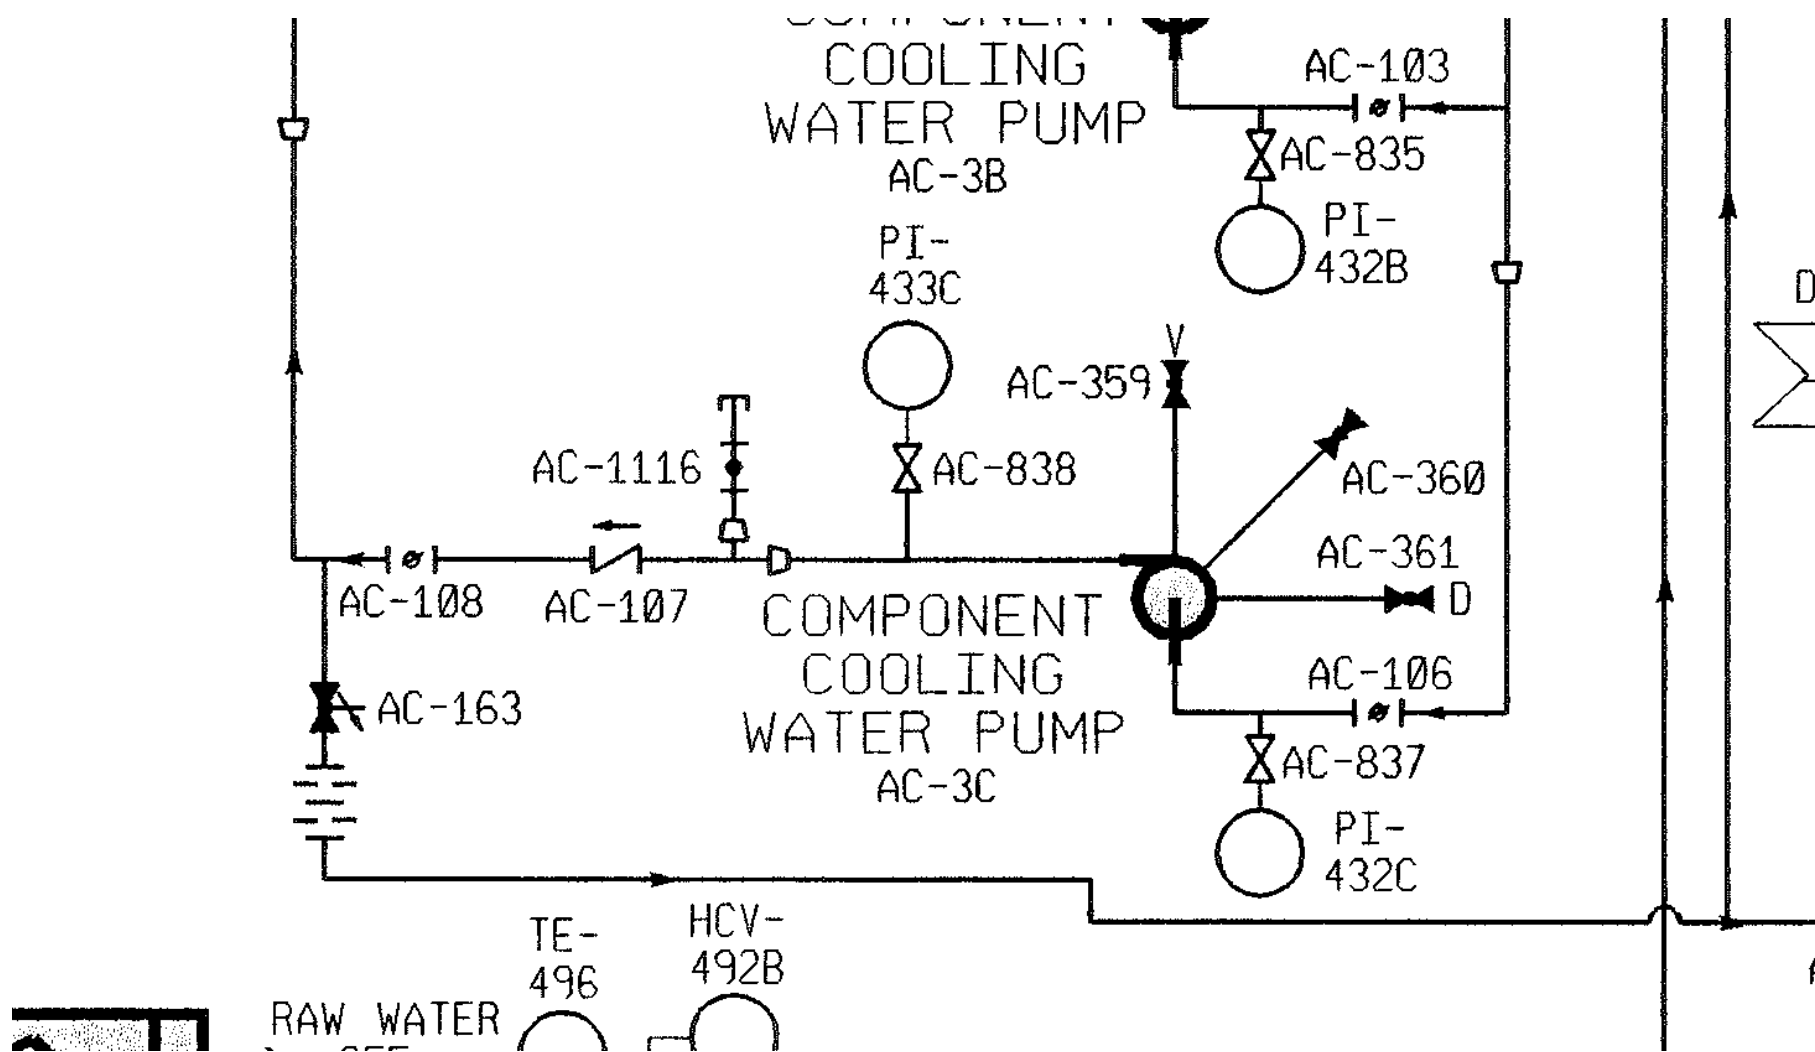 COMPONENT
COOLING
WATER PUMP
AC-3B
AC-103
AC-835
PI-
432B
D
PI-
433C
V
AC-359
AC-1116
AC-838
AC-360
AC-361
D
AC-108
AC-107
COMPONENT
COOLING
WATER PUMP
AC-3C
AC-106
AC-163
AC-837
PI-
432C
TE-
496
HCV-
492B
RAW WATER
SEE